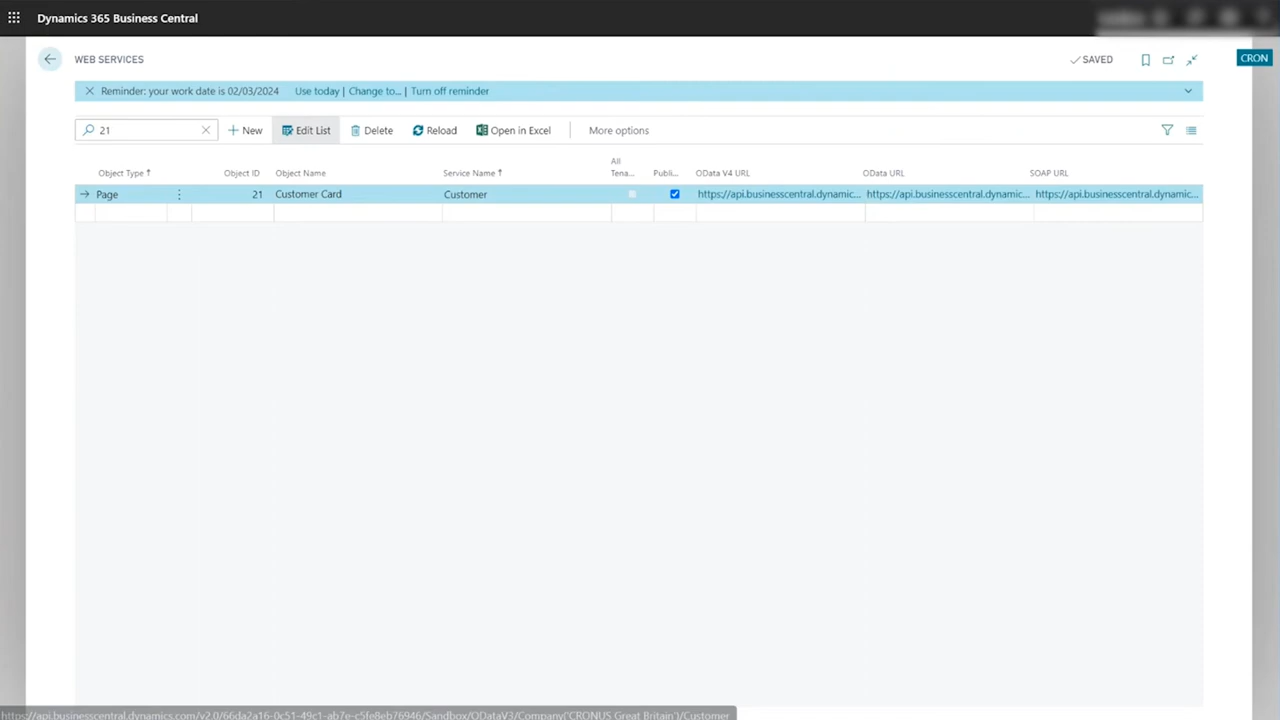 Dynamics 365 Business Central
WEB SERVICES
SAVED
CRON
Reminder: your work date is 02/03/2024 Use today | Change to... | Turn off reminder
21 New Edit List Delete Reload Open in Excel More options
Object Type ↑ Object ID Object Name Service Name ↑ All Tena... Publi... OData V4 URL OData URL SOAP URL
Page 21 Customer Card Customer https://api.businesscentral.dynamic... https://api.businesscentral.dynamic... https://api.businesscentral.dynamic...
https://api.businesscentral.dynamics.com/v2.0/66da2a16-0c51-49c1-ab7e-c5fe8eb76946/Sandbox/ODataV3/Company('CRONUS Great Britain')/Customer